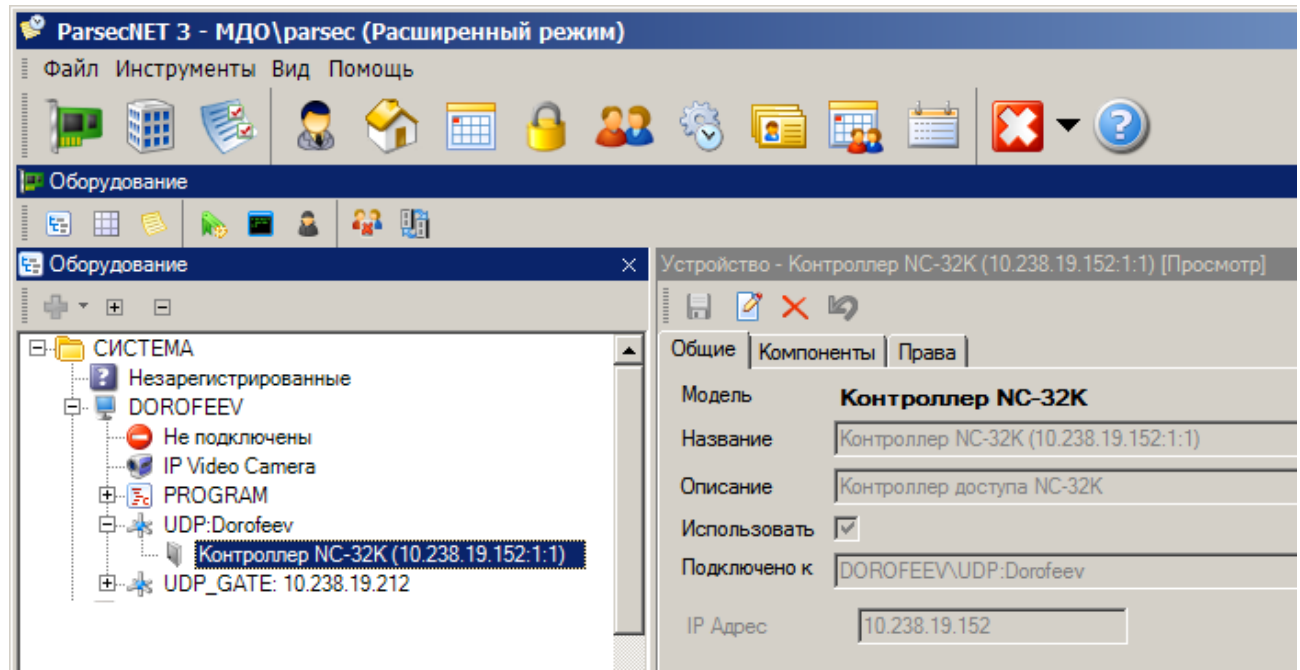 ParsecNET 3 - МДО\parsec (Расширенный режим)
Файл Инструменты Вид Помощь
Оборудование
Оборудование
СИСТЕМА
Незарегистрированные
DOROFEEV
Не подключены
IP Video Camera
PROGRAM
UDP:Dorofeev
Контроллер NC-32K (10.238.19.152:1:1)
UDP_GATE: 10.238.19.212
Устройство - Контроллер NC-32K (10.238.19.152:1:1) [Просмотр]
Общие Компоненты Права
Модель Контроллер NC-32K
Название Контроллер NC-32K (10.238.19.152:1:1)
Описание Контроллер доступа NC-32K
Использовать
Подключено к DOROFEEV\UDP:Dorofeev
IP Адрес 10.238.19.152